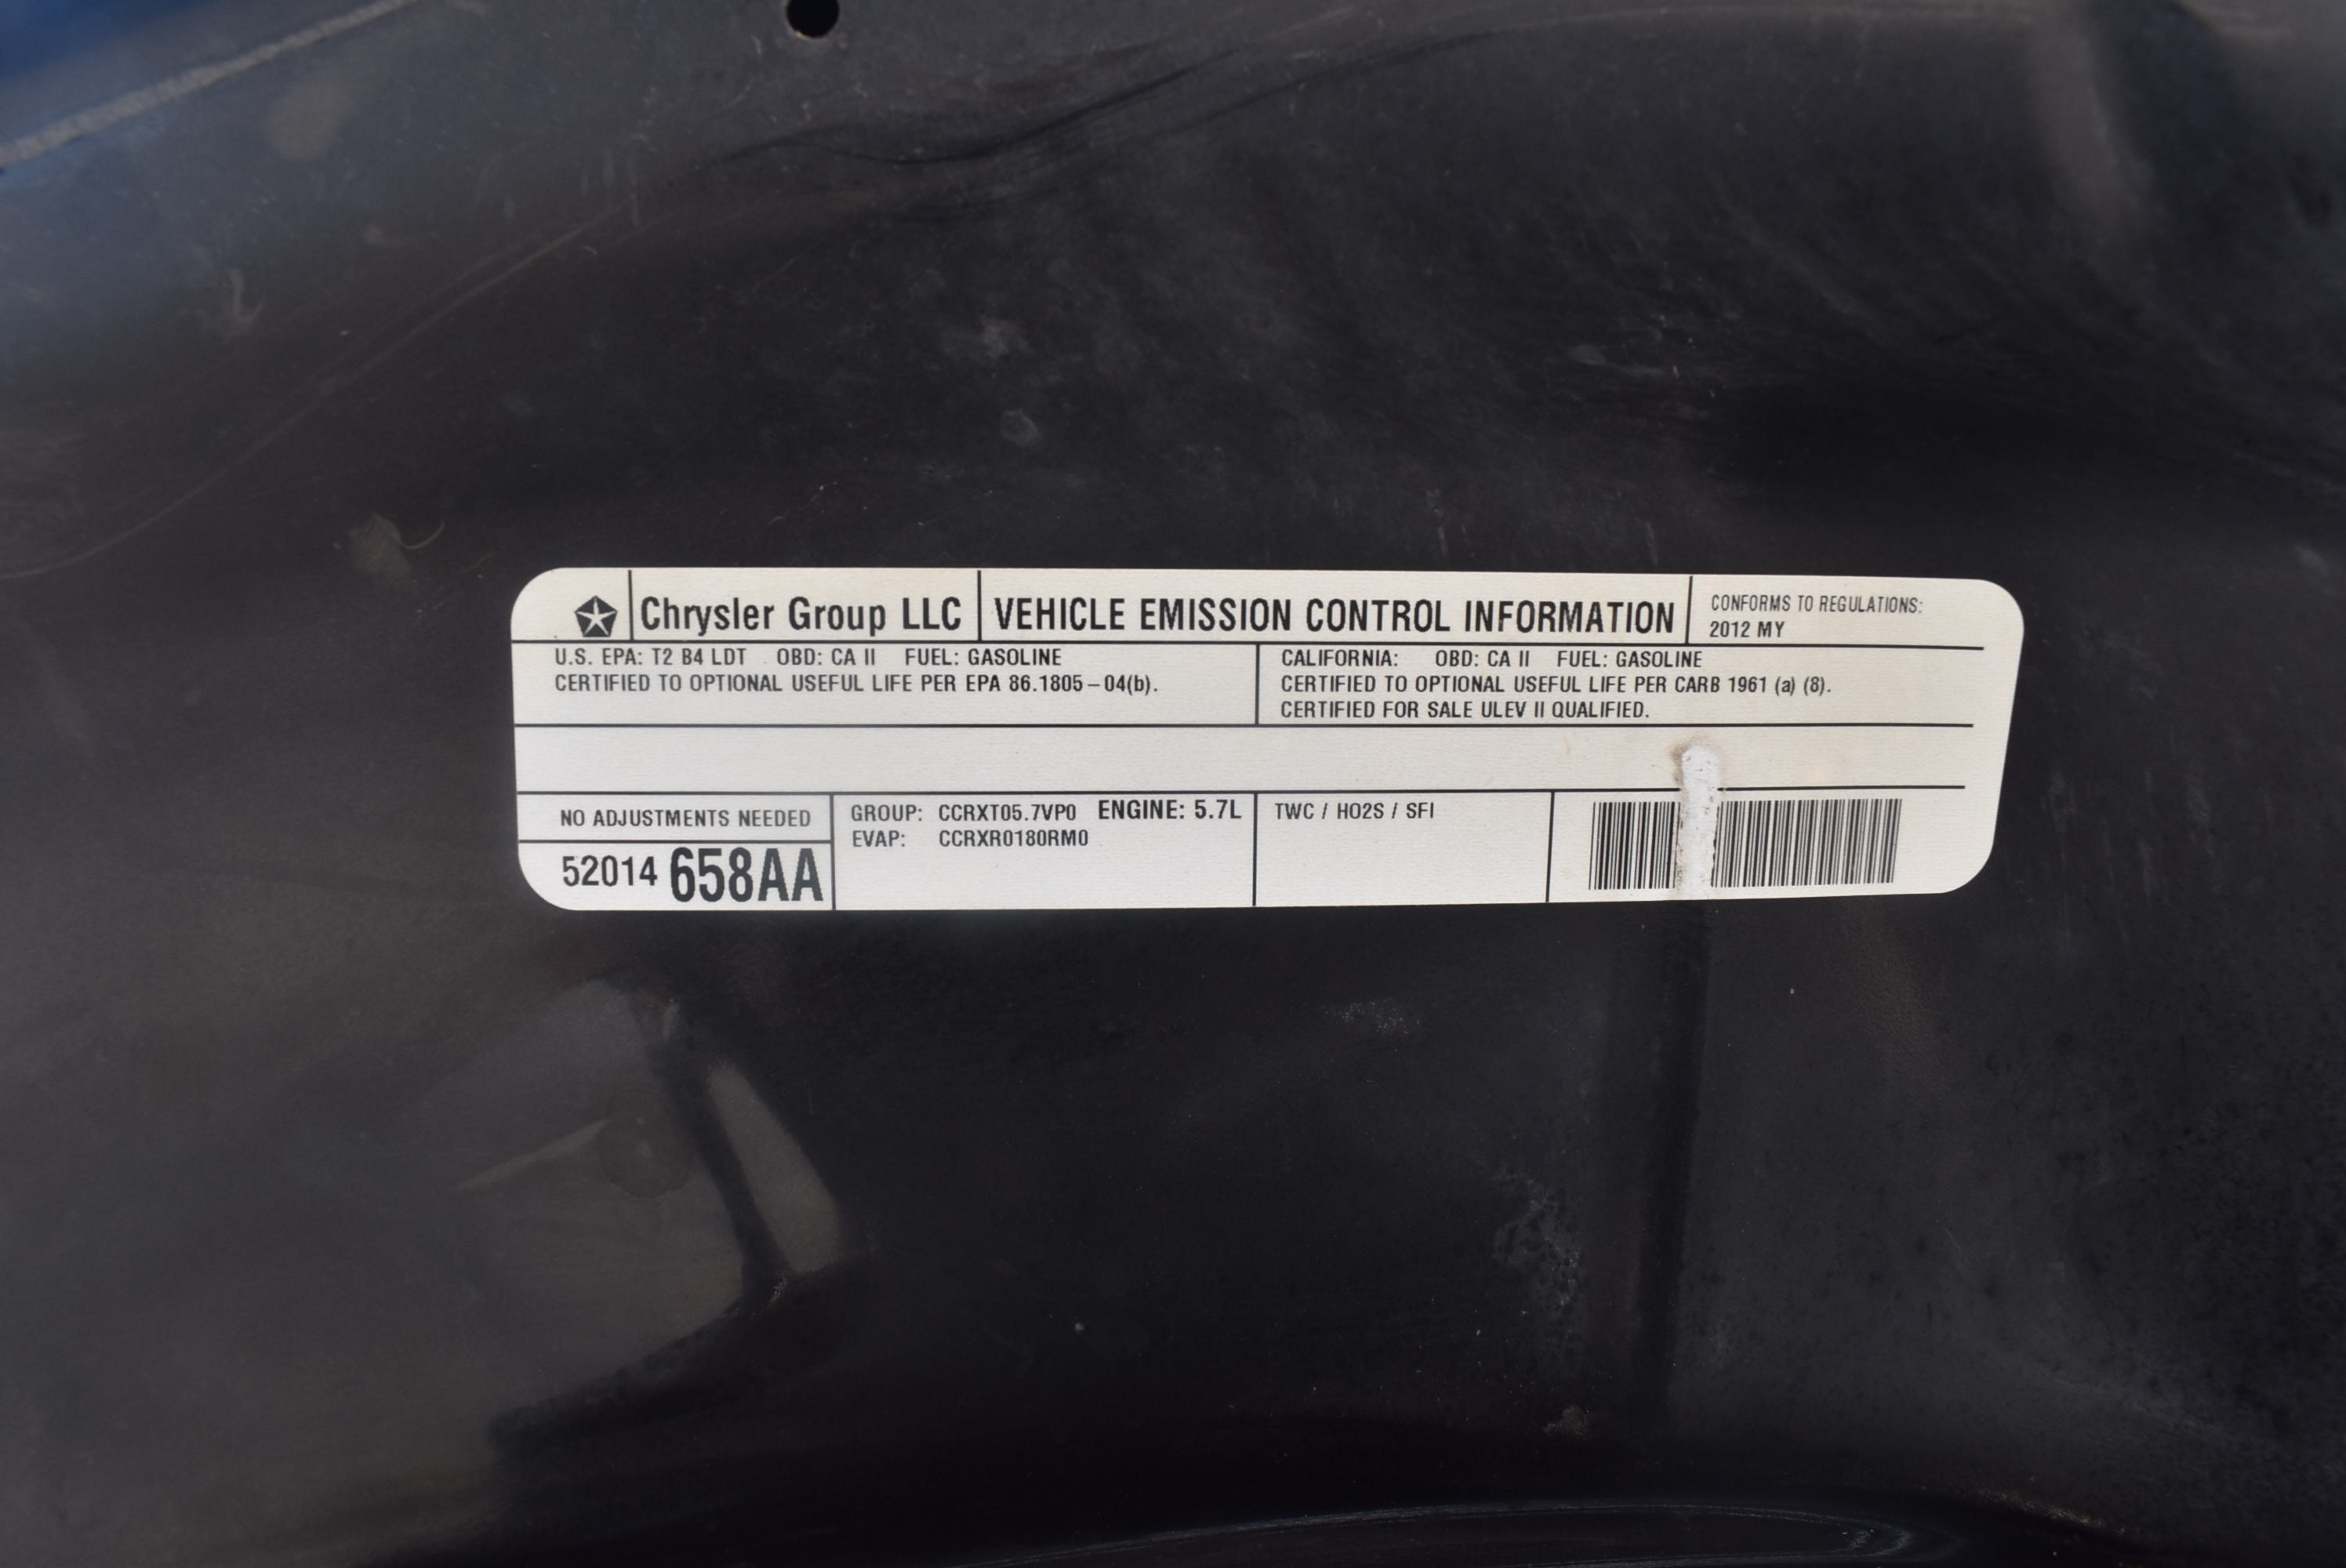 Chrysler Group LLC
VEHICLE EMISSION CONTROL INFORMATION
CONFORMS TO REGULATIONS:
2012 MY
U.S. EPA: T2 B4 LDT OBD: CA II FUEL: GASOLINE
CERTIFIED TO OPTIONAL USEFUL LIFE PER EPA 86.1805-04(b).
CALIFORNIA: OBD: CA II FUEL: GASOLINE
CERTIFIED TO OPTIONAL USEFUL LIFE PER CARB 1961 (a) (8).
CERTIFIED FOR SALE ULEV II QUALIFIED.
NO ADJUSTMENTS NEEDED
52014 658AA
GROUP: CCRXT05.7VP0 ENGINE: 5.7L
EVAP: CCRXR0180RM0
TWC / HO2S / SFI